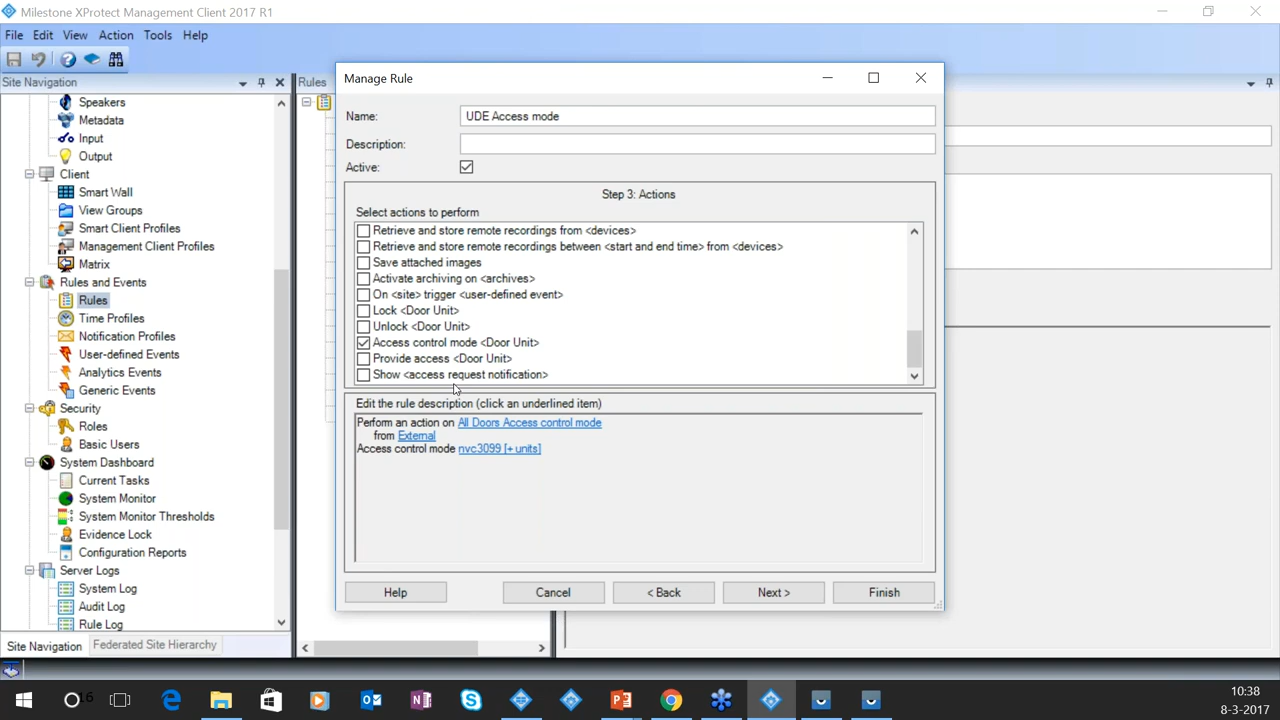 Milestone XProtect Management Client 2017 R1
File Edit View Action Tools Help
Site Navigation
Speakers
Metadata
Input
Output
Client
Smart Wall
View Groups
Smart Client Profiles
Management Client Profiles
Matrix
Rules and Events
Rules
Time Profiles
Notification Profiles
User-defined Events
Analytics Events
Generic Events
Security
Roles
Basic Users
System Dashboard
Current Tasks
System Monitor
System Monitor Thresholds
Evidence Lock
Configuration Reports
Server Logs
System Log
Audit Log
Rule Log
Site Navigation Federated Site Hierarchy
Rules
Manage Rule
Name: UDE Access mode
Description:
Active:
Step 3: Actions
Select actions to perform
Retrieve and store remote recordings from <devices>
Retrieve and store remote recordings between <start and end time> from <devices>
Save attached images
Activate archiving on <archives>
On <site> trigger <user-defined event>
Lock <Door Unit>
Unlock <Door Unit>
Access control mode <Door Unit>
Provide access <Door Unit>
Show <access request notification>
Edit the rule description (click an underlined item)
Perform an action on All Doors Access control mode
from External
Access control mode nvc3099 [+ units]
Help Cancel < Back Next > Finish
16
10:38
8-3-2017